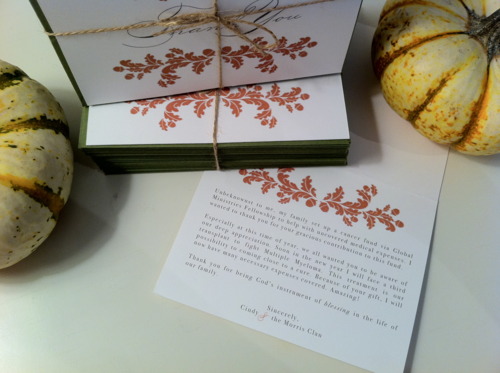 Thank You
Unbeknownst to me, my family set up a cancer fund via Global
Ministries Fellowship to help with uncovered medical expenses. I
wanted to thank you for your gracious contribution to this fund.
Especially at this time of year, we all wanted you to be aware of
our deep appreciation. Soon in the new year I will face a third
transplant to fight Multiple Myeloma. This treatment is our
possibility in coming close to a cure. Because of your gift, I will
now have many necessary expenses covered. Amazing!
Thank you for being God's instrument of blessing in the life of
our family.
Sincerely,
Cindy & the Morris Clan